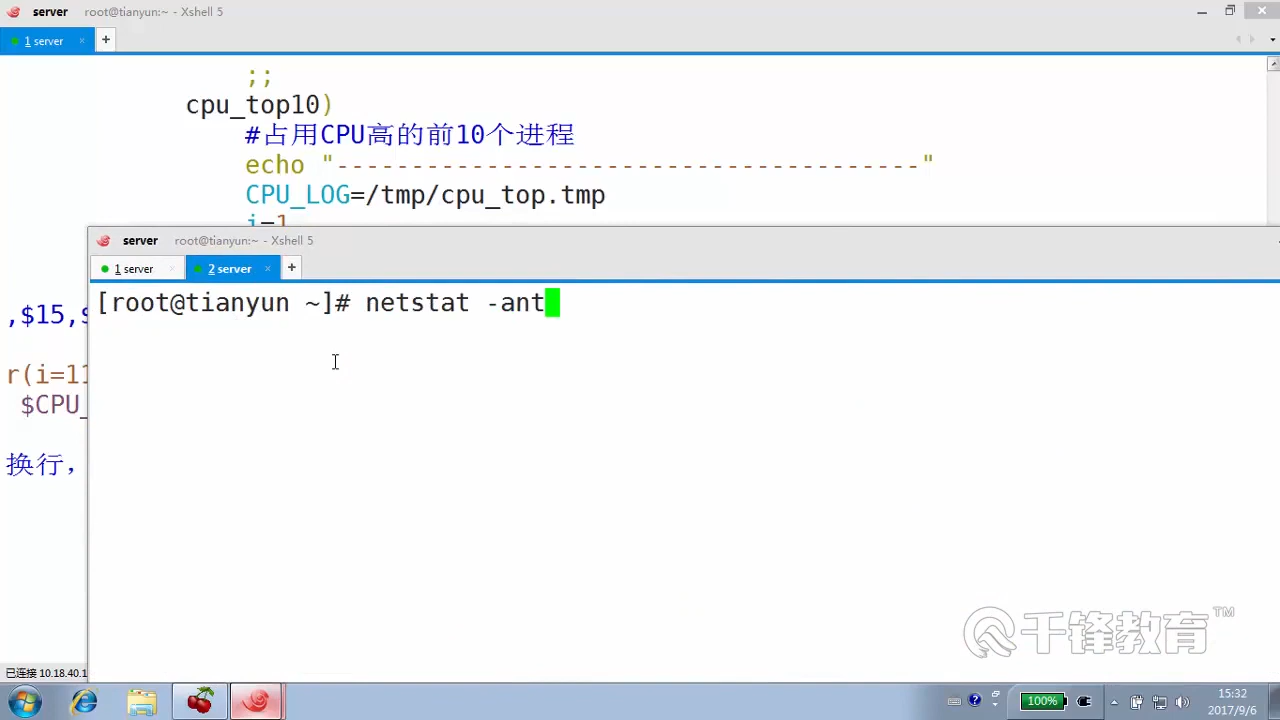 server root@tianyun:~ - Xshell 5
1 server × +
;;
cpu_top10)
#占用CPU高的前10个进程
echo "---------------------------------------"
CPU_LOG=/tmp/cpu_top.tmp
i=1
server root@tianyun:~ - Xshell 5
1 server × 2 server × +
[root@tianyun ~]# netstat -ant
,$15,$
r(i=11
$CPU_
换行,
千锋教育™
已连接 10.18.40.1
100%
15:32
2017/9/6